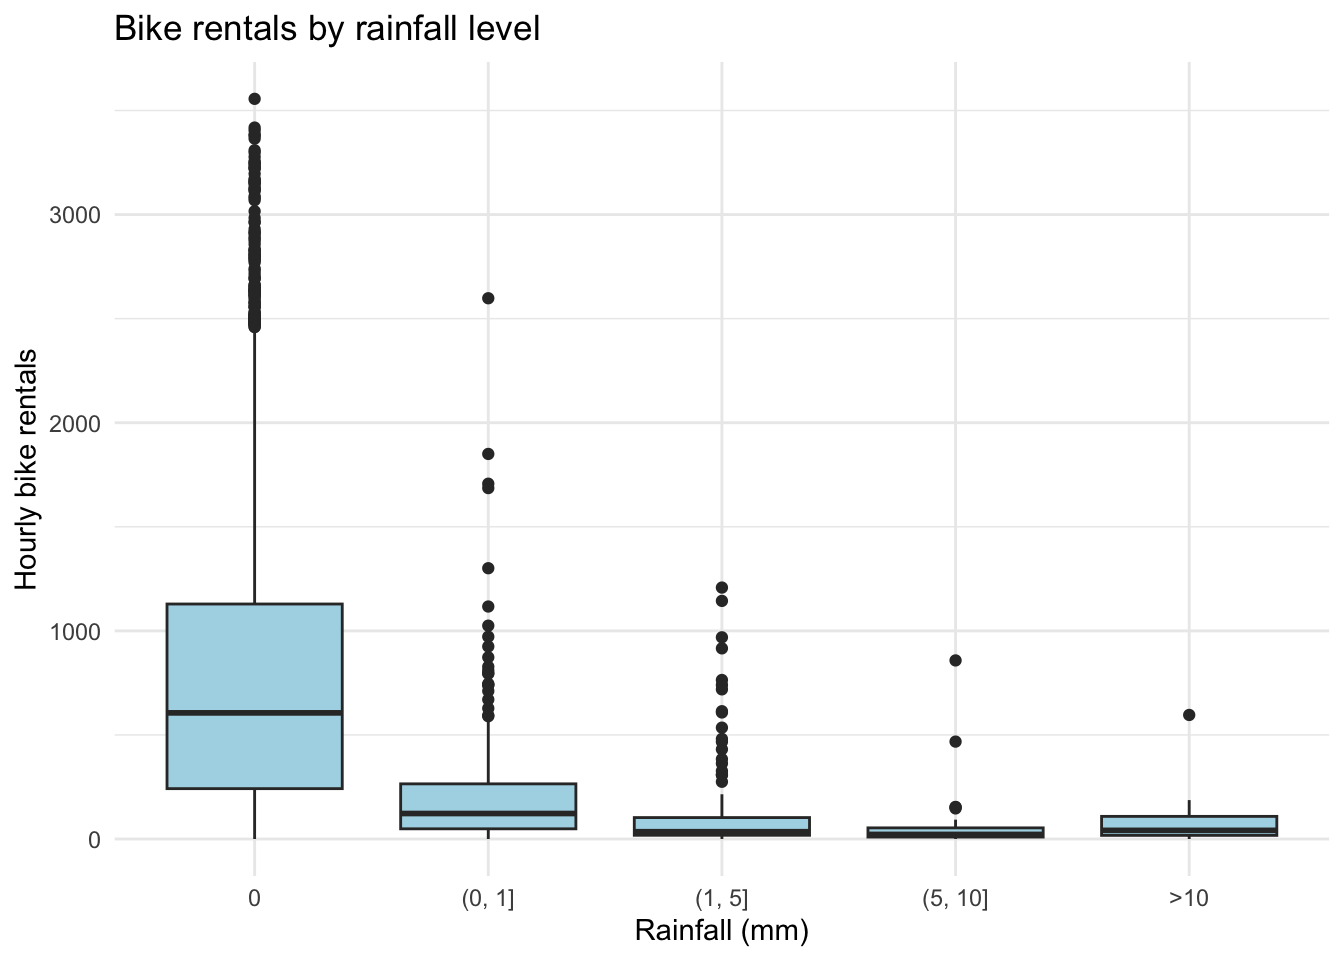 Bike rentals by rainfall level
Hourly bike rentals
3000
2000
1000
0
0 (0, 1] (1, 5] (5, 10] >10
Rainfall (mm)